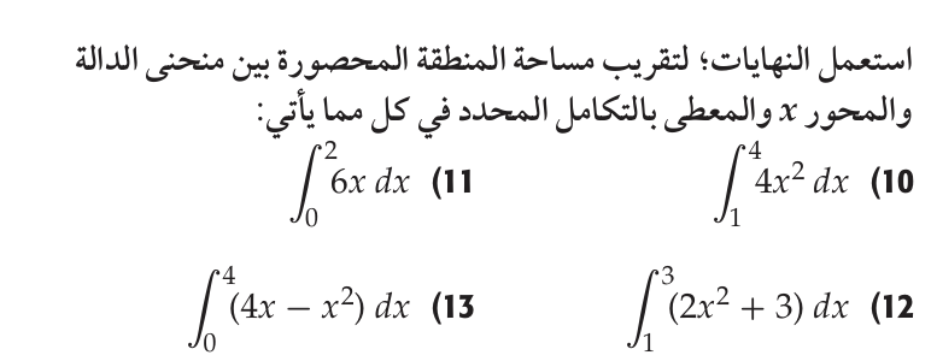 استعمل النهايات؛ لتقريب مساحة المنطقة المحصورة بين منحنى الدالة
والمحور x والمعطى بالتكامل المحدد في كل مما يأتي:
(10 ∫₁⁴ 4x² dx (11 ∫₀² 6x dx
(12 ∫₁³ (2x² + 3) dx (13 ∫₀⁴ (4x − x²) dx